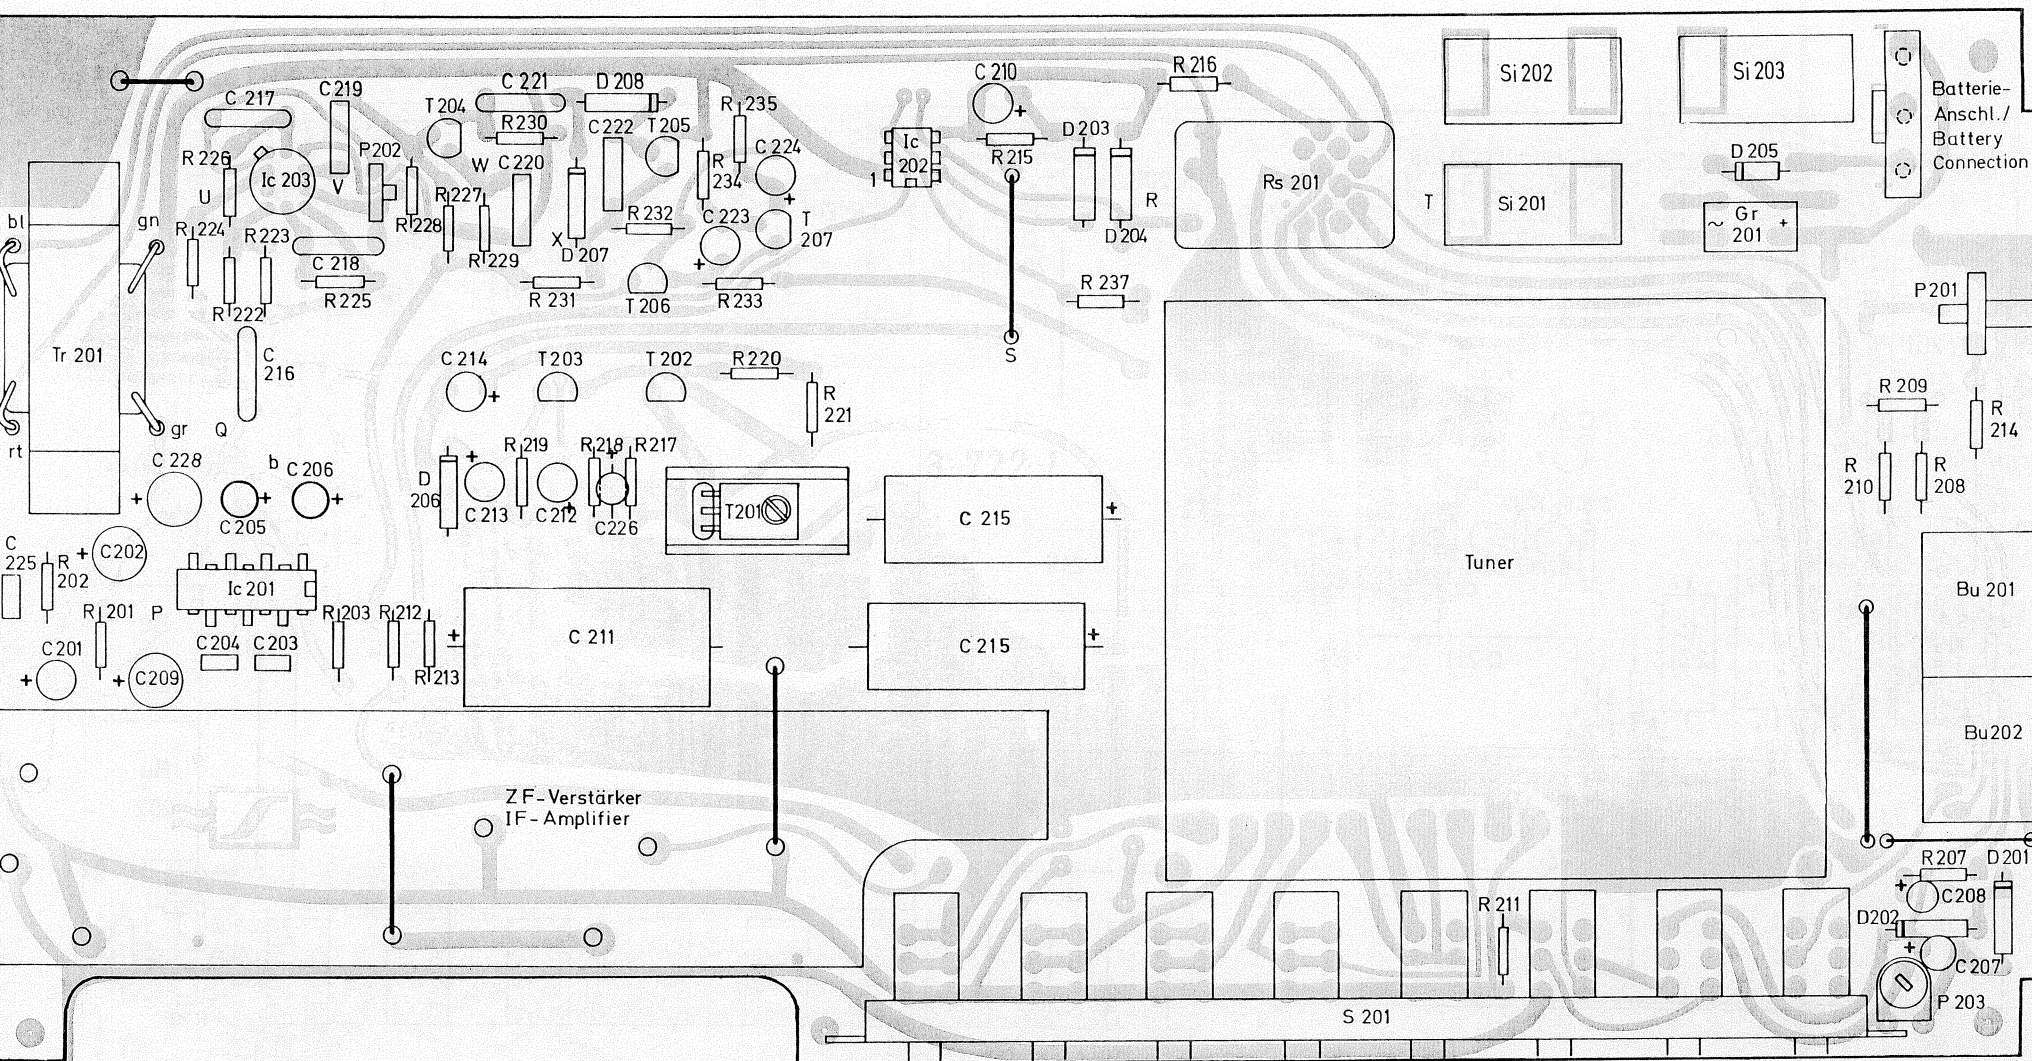 C 217
C 219
T 204
C 221
D 208
R 230
C 222
T 205
R 235
C 224
C 210
+
R 216
R 215
D 203
Si 202
Si 203
Batterie-
Anschl./
Battery
Connection
R 226
Ic 203
U
V
P202
R 228
W
C 220
R 227
R 229
X
D 207
R 232
R
234
C 223
+
+
T
207
Ic
202
1
D 204
R
Rs 201
T
Si 201
D 205
~ Gr +
201
bl
gn
R 224
R 223
C 218
R 225
R 222
R 231
T 206
R 233
R 237
S
P201
Tr 201
C
216
C 214
+
T 203
T 202
R 220
R
221
R 209
R
214
rt
gr
Q
C 228
+
b
C 206
+
C 205
+
D
206
+
C 213
R 219
C 212
+
R 218
+
R 217
C226
T201
C 215
+
R
210
R
208
C
225
R
202
+
C202
Ic 201
Tuner
Bu 201
R 201
P
R 203
R 212
+
C 211
C 215
+
C 201
+
+
C209
C 204
C 203
R 213
Bu202
ZF-Verstärker
IF-Amplifier
R 207
D 201
+
C 208
D202
+
C 207
R 211
P 203
S 201